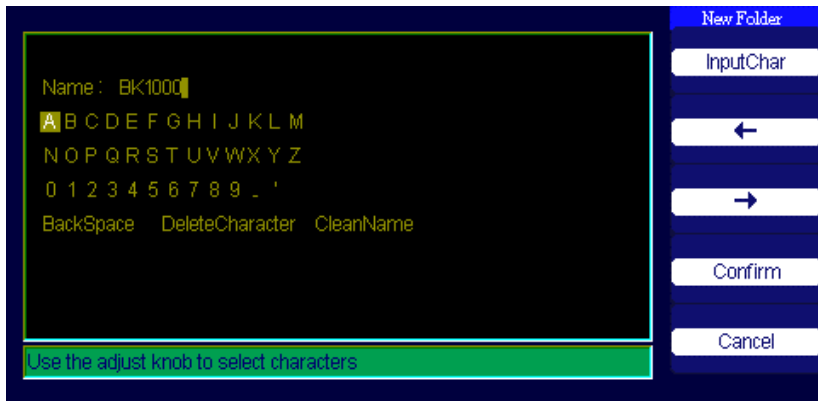 New Folder
InputChar
Name: BK1000
A B C D E F G H I J K L M
←
N O P Q R S T U V W X Y Z
0 1 2 3 4 5 6 7 8 9 _ '
→
BackSpace DeleteCharacter CleanName
Confirm
Cancel
Use the adjust knob to select characters